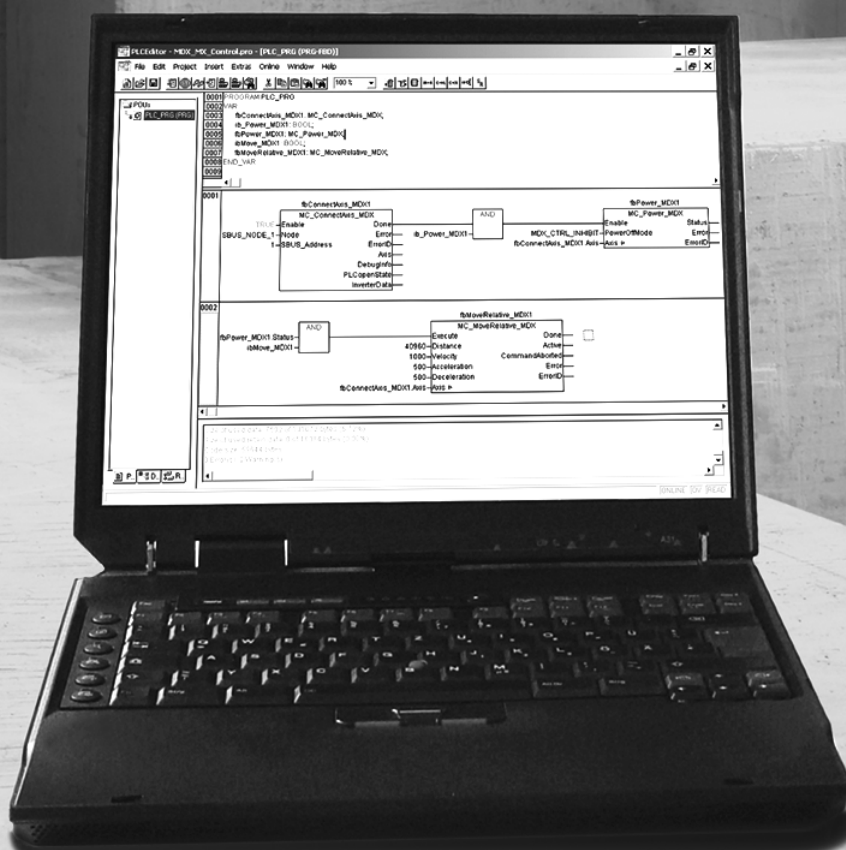 PLCEditor - MDX_MX_Control.pro - [PLC_PRG (PRG-FBD)]
File Edit Project Insert Extras Online Window Help
100 %
POUs
PLC_PRG (PRG)
0001 PROGRAM PLC_PRG
0002 VAR
0003 fbConnectAxis_MDX1: MC_ConnectAxis_MDX;
0004 ib_Power_MDX1: BOOL;
0005 fbPower_MDX1: MC_Power_MDX;
0006 ibMove_MDX1: BOOL;
0007 fbMoveRelative_MDX1: MC_MoveRelative_MDX;
0008 END_VAR
0009
0001
fbConnectAxis_MDX1
MC_ConnectAxis_MDX
TRUE Enable Done
SBUS_NODE_1 Node Error
1 SBUS_Address ErrorID
Axis
DebugInfo
PLCopenState
InverterData
AND
ib_Power_MDX1
fbPower_MDX1
MC_Power_MDX
Enable Status
MDX_CTRL_INHIBIT PowerOffMode Error
fbConnectAxis_MDX1.Axis Axis ErrorID
0002
AND
fbPower_MDX1.Status
ibMove_MDX1
fbMoveRelative_MDX1
MC_MoveRelative_MDX
Execute Done
40960 Distance Active
1000 Velocity CommandAborted
500 Acceleration Error
500 Deceleration ErrorID
fbConnectAxis_MDX1.Axis Axis
P.. D.. R..
ONLINE OV READ
Q W E R T Z U I O P Ü
A S D F G H J K L Ö Ä
Y X C V B N M